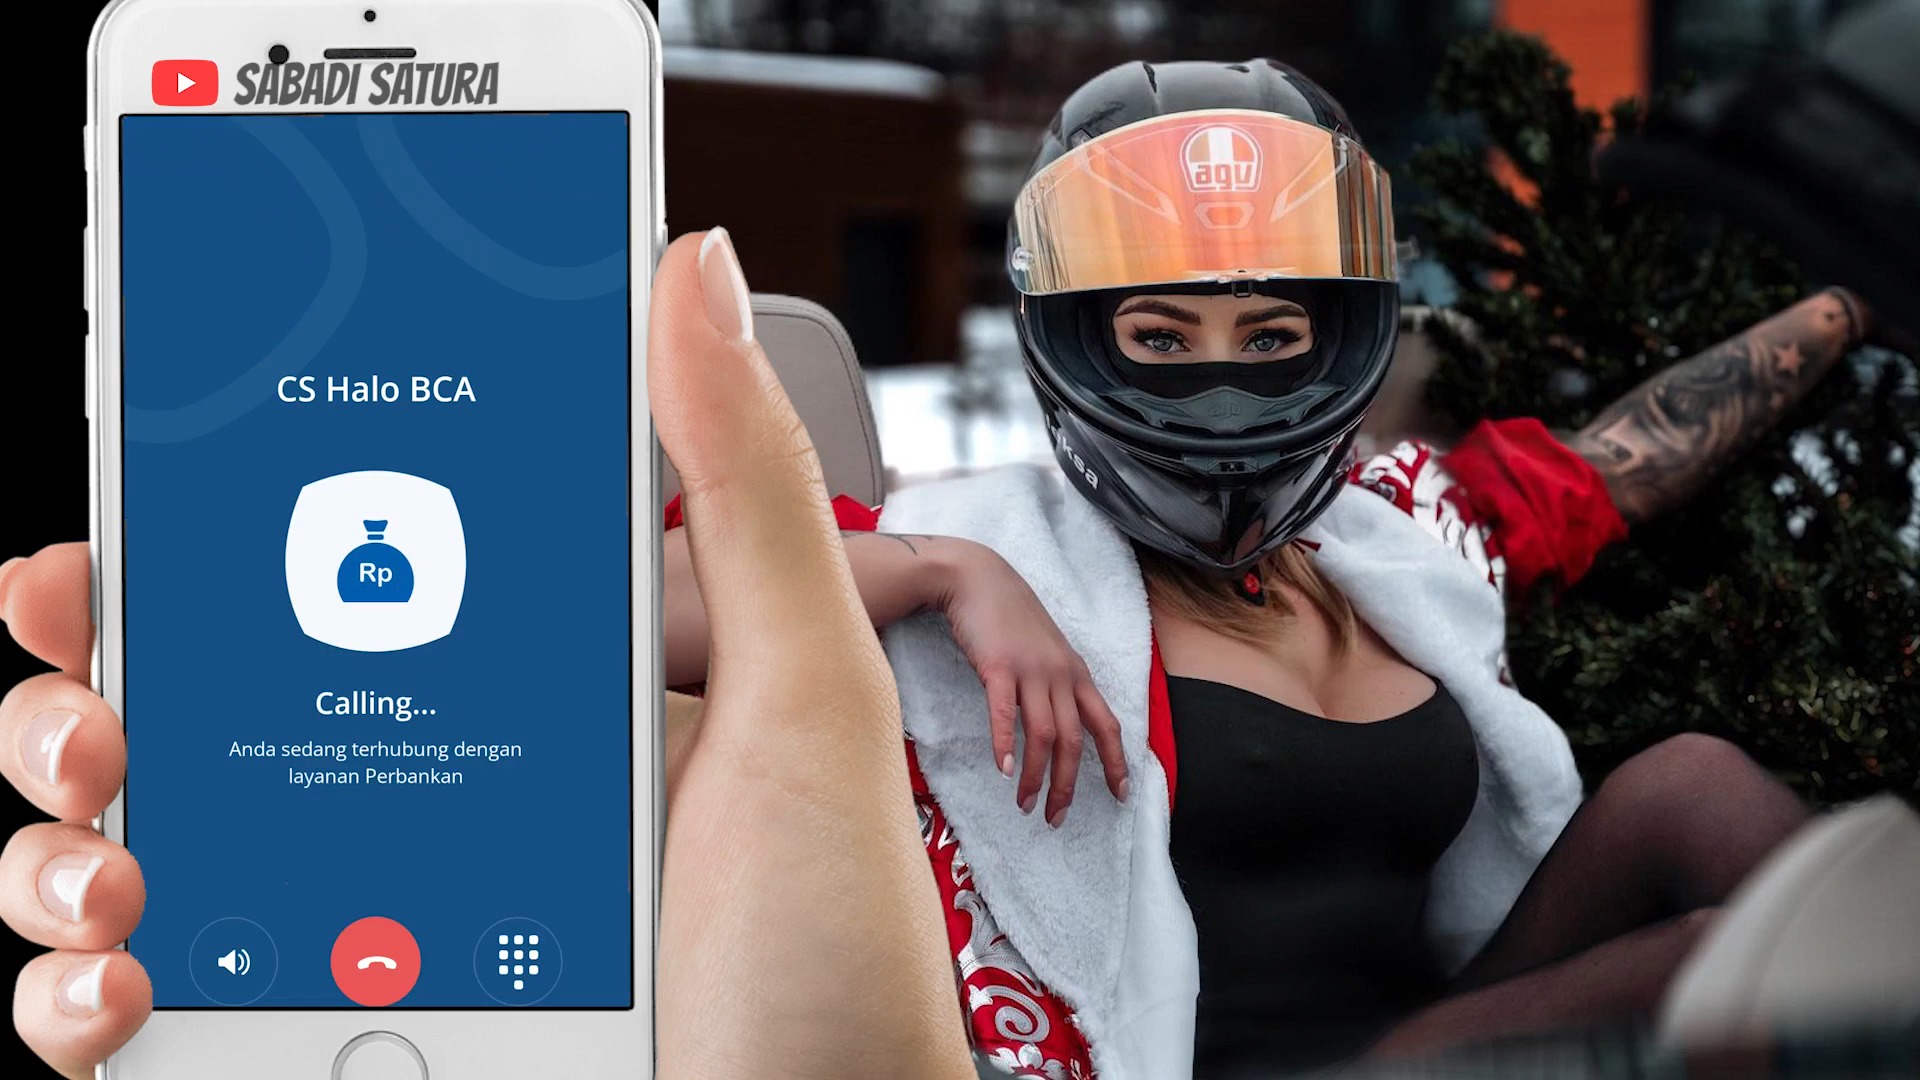 SABADI SATURA
CS Halo BCA
Rp
Calling...
Anda sedang terhubung dengan
layanan Perbankan
agv